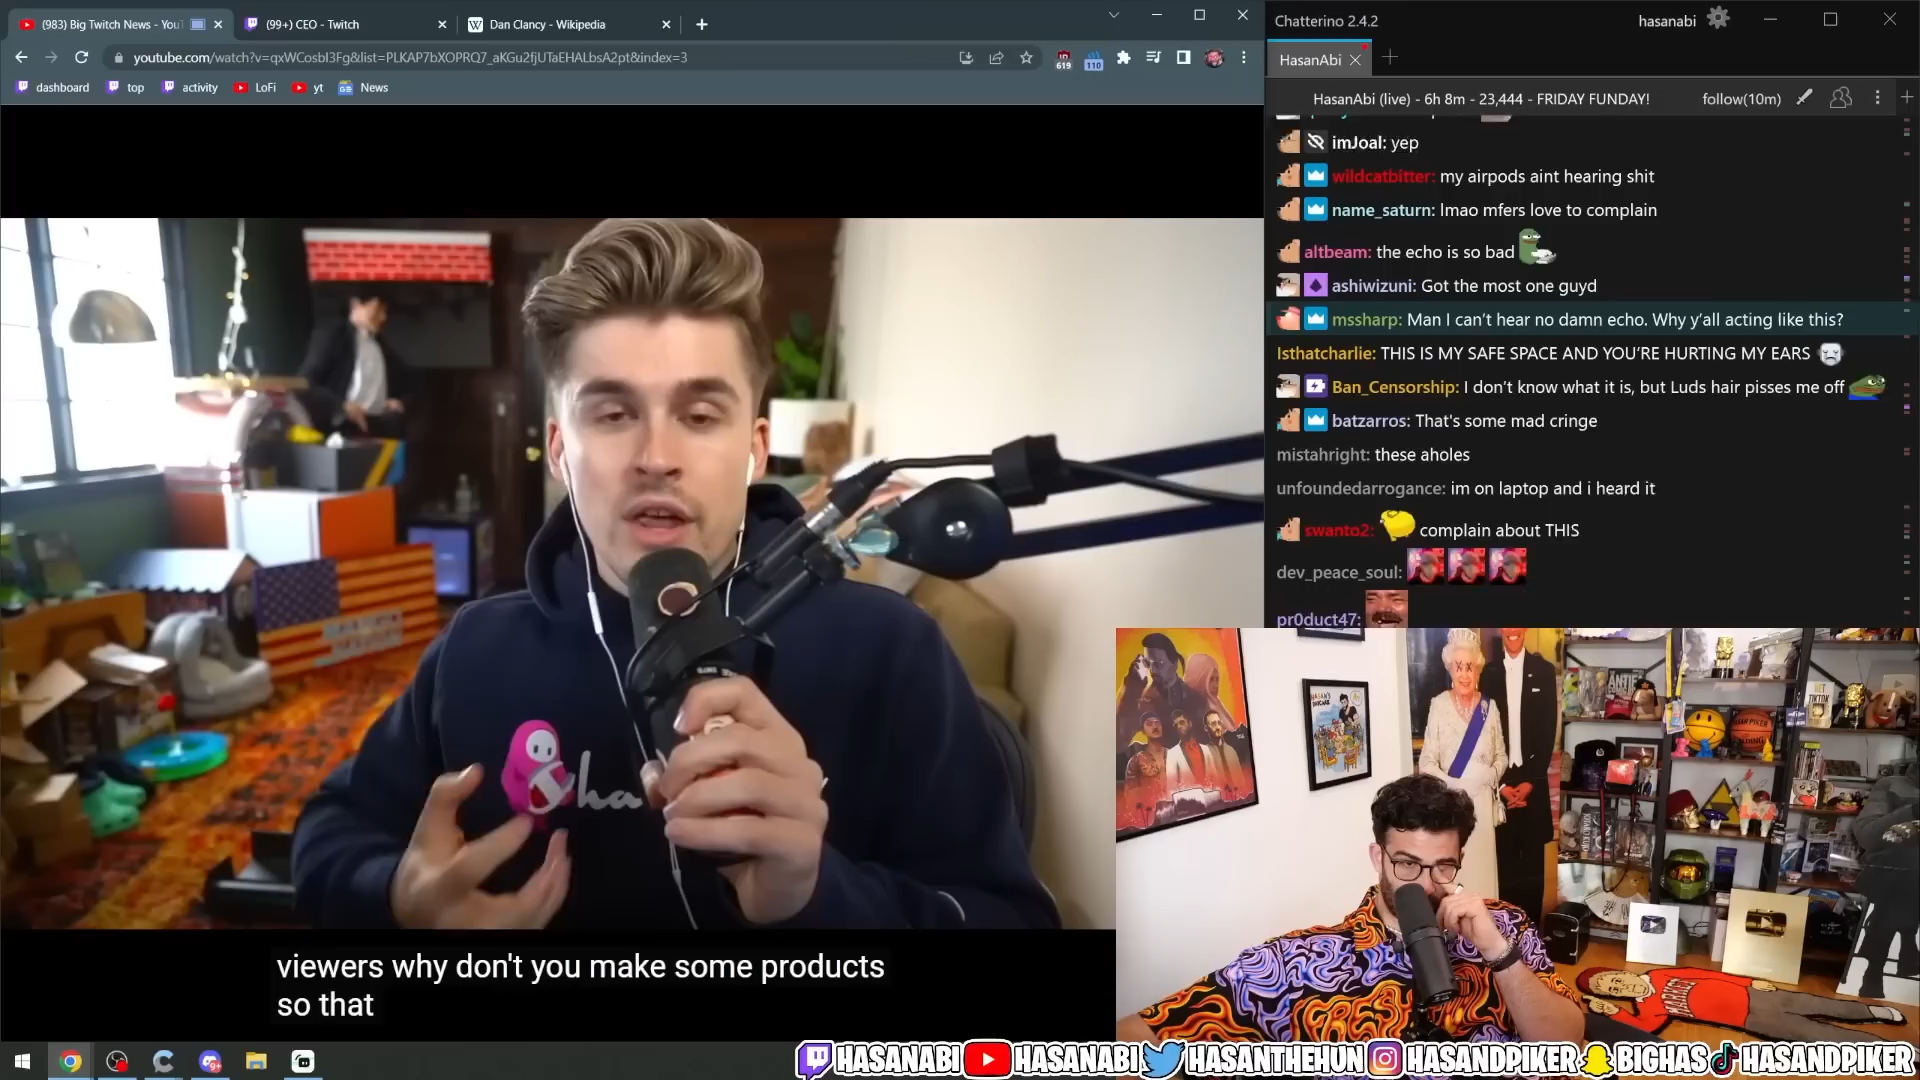 (983) Big Twitch News - You
(99+) CEO - Twitch
Dan Clancy - Wikipedia
youtube.com/watch?v=qxWCosbI3Fg&list=PLKAP7bXOPRQ7_aKGu2fjUTaEHALbsA2pt&index=3
619
110
dashboard
top
activity
LoFi
yt
News
Chatterino 2.4.2
hasanabi
HasanAbi
HasanAbi (live) - 6h 8m - 23,444 - FRIDAY FUNDAY!
follow(10m)
imJoal: yep
wildcatbitter: my airpods aint hearing shit
name_saturn: lmao mfers love to complain
altbeam: the echo is so bad
ashiwizuni: Got the most one guyd
mssharp: Man I can't hear no damn echo. Why y'all acting like this?
Isthatcharlie: THIS IS MY SAFE SPACE AND YOU'RE HURTING MY EARS
Ban_Censorship: I don't know what it is, but Luds hair pisses me off
batzarros: That's some mad cringe
mistahright: these aholes
unfoundedarrogance: im on laptop and i heard it
swanto2: complain about THIS
dev_peace_soul:
pr0duct47:
Sha
viewers why don't you make some products
so that
MARKET
HASANABI HASANABI HASANTHEHUN HASANDPIKER BIGHAS HASANDPIKER